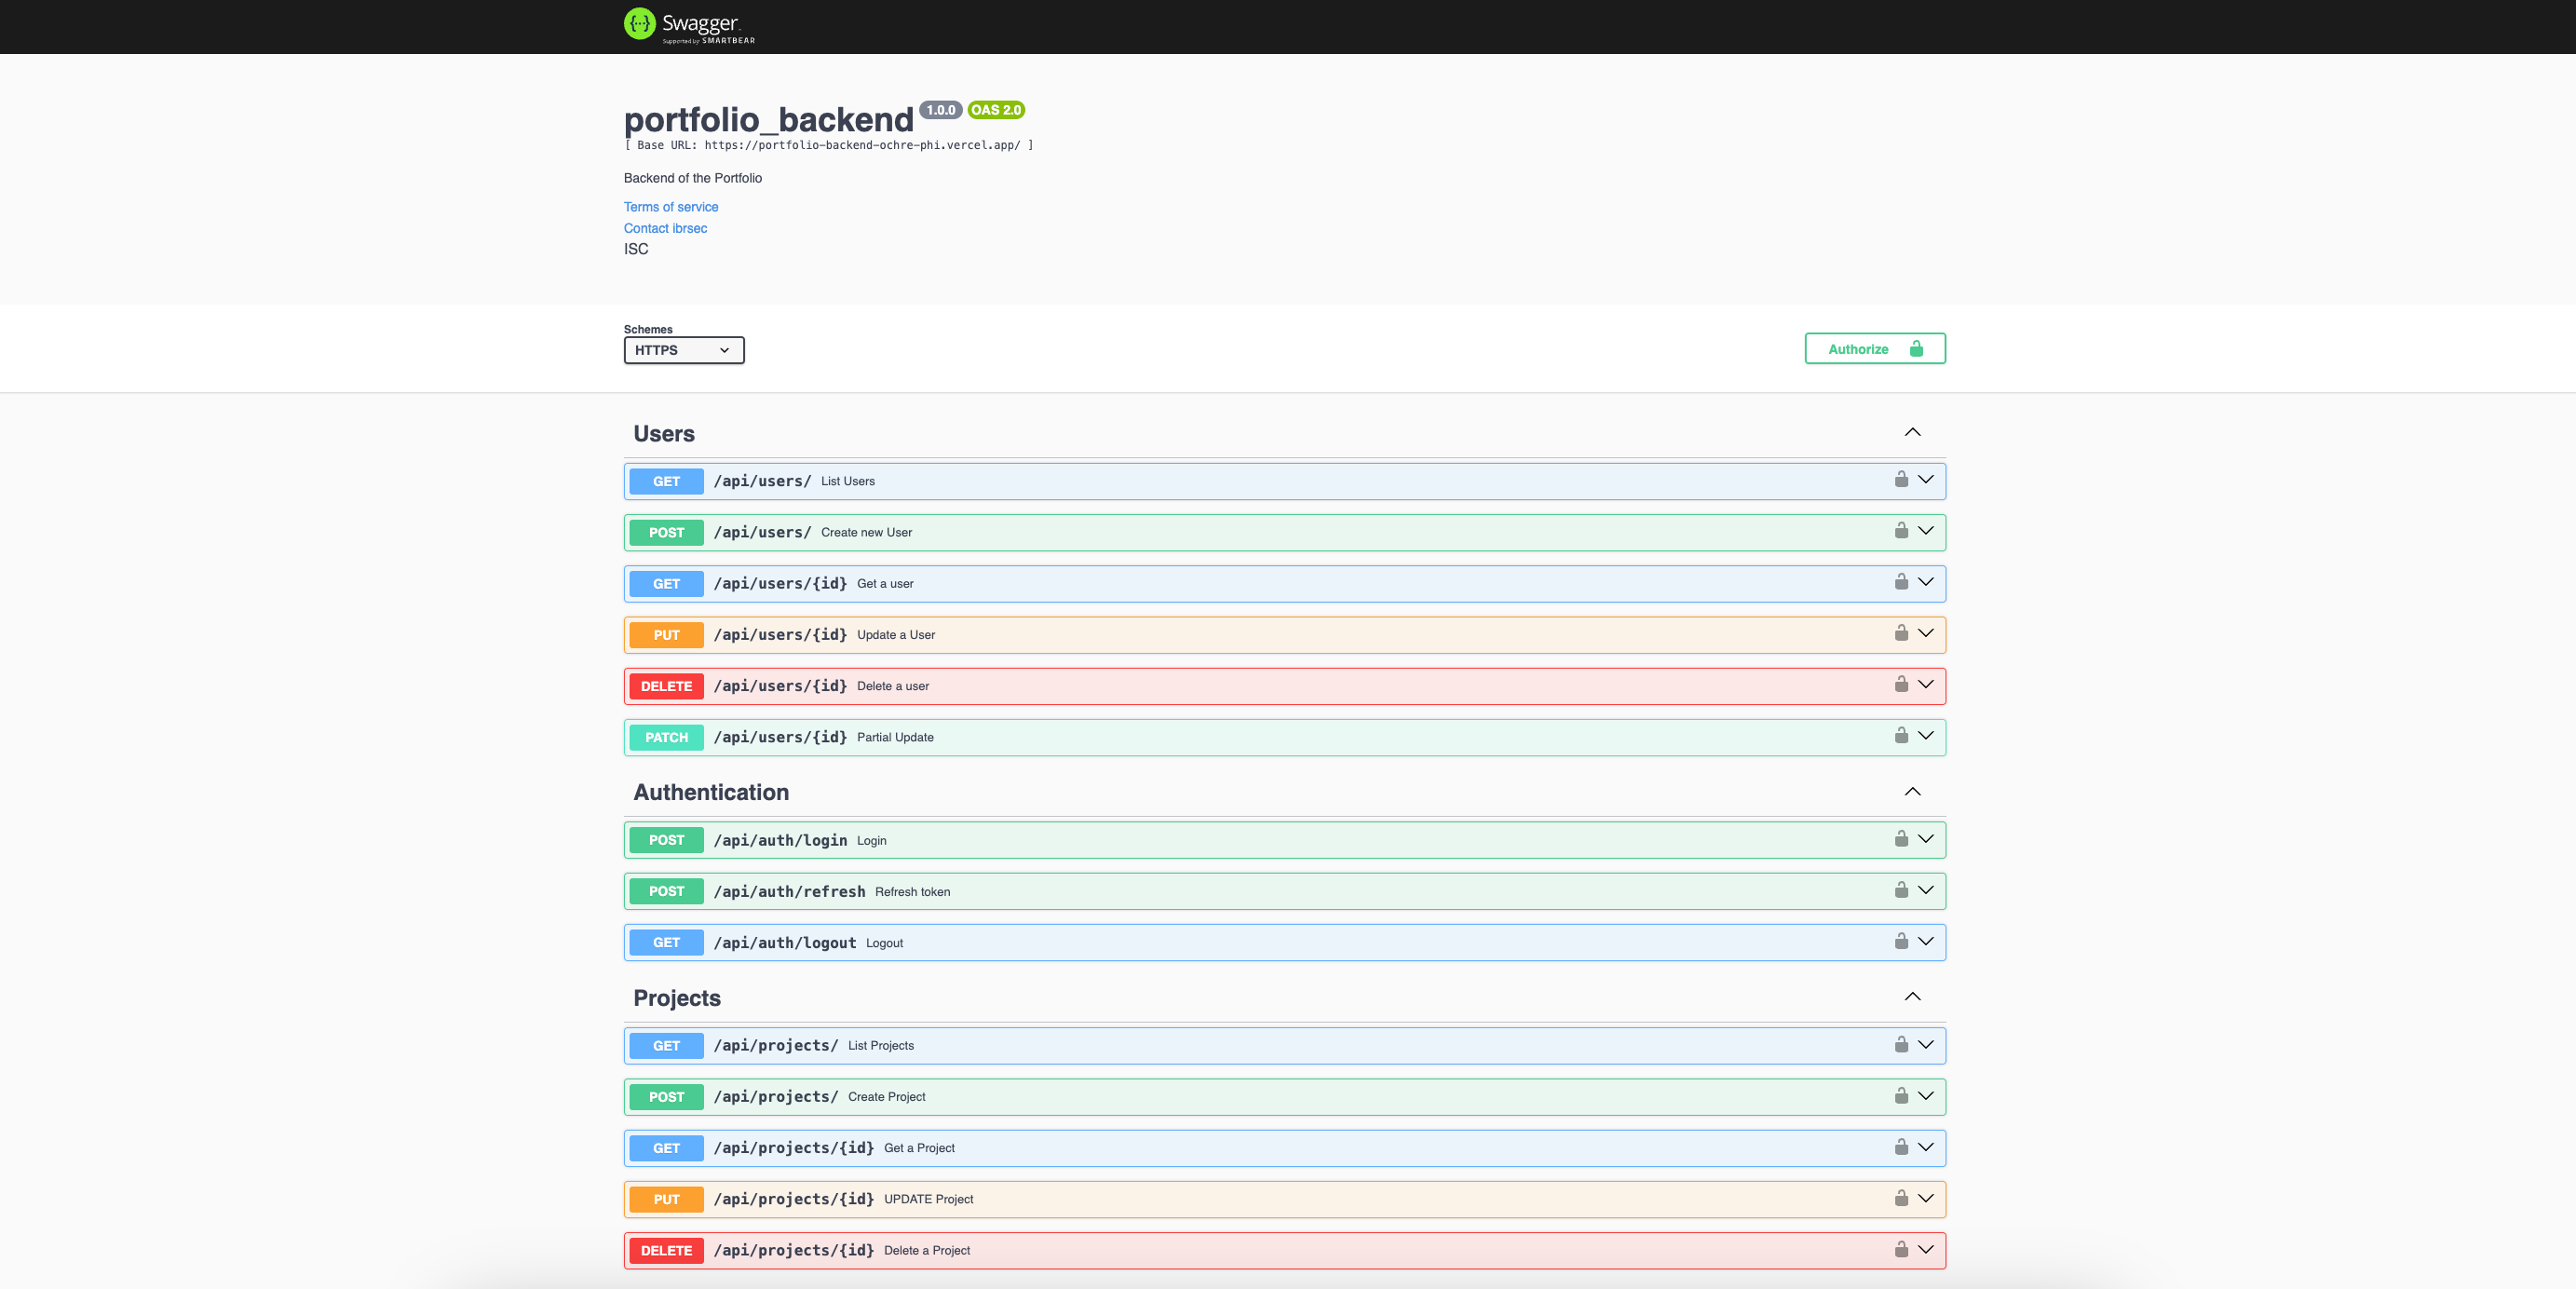 Swagger
Supported by SMARTBEAR
portfolio_backend 1.0.0 OAS 2.0
[ Base URL: https://portfolio-backend-ochre-phi.vercel.app/ ]
Backend of the Portfolio
Terms of service
Contact ibrsec
ISC
Schemes
HTTPS
Authorize
Users
GET /api/users/ List Users
POST /api/users/ Create new User
GET /api/users/{id} Get a user
PUT /api/users/{id} Update a User
DELETE /api/users/{id} Delete a user
PATCH /api/users/{id} Partial Update
Authentication
POST /api/auth/login Login
POST /api/auth/refresh Refresh token
GET /api/auth/logout Logout
Projects
GET /api/projects/ List Projects
POST /api/projects/ Create Project
GET /api/projects/{id} Get a Project
PUT /api/projects/{id} UPDATE Project
DELETE /api/projects/{id} Delete a Project